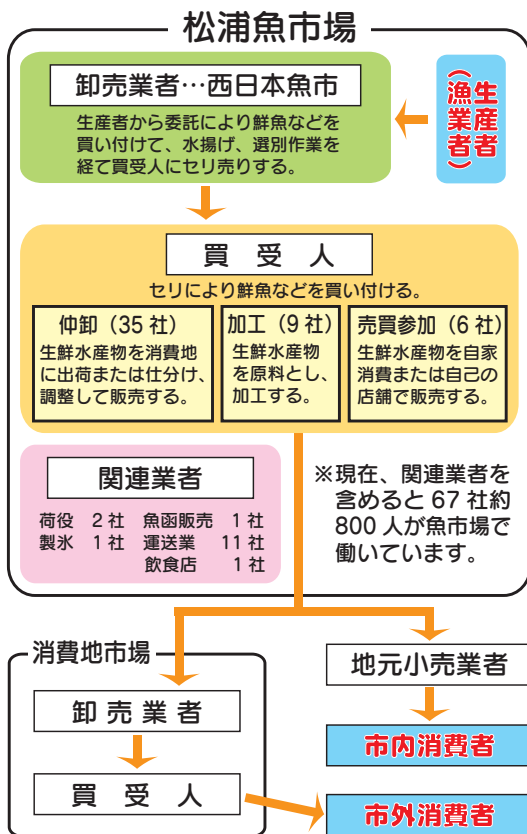 松浦魚市場
卸売業者…西日本魚市
生産者から委託により鮮魚などを
買い付けて、水揚げ、選別作業を
経て買受人にセリ売りする。
生産者
(漁業者)
買受人
セリにより鮮魚などを買い付ける。
仲卸（35 社）
生鮮水産物を消費地
に出荷または仕分け、
調整して販売する。
加工（9 社）
生鮮水産物
を原料とし、
加工する。
売買参加（6 社）
生鮮水産物を自家
消費または自己の
店舗で販売する。
関連業者
荷役 2 社 魚函販売 1 社
製氷 1 社 運送業 11 社
飲食店 1 社
※現在、関連業者を
含めると 67 社約
800 人が魚市場で
働いています。
消費地市場
卸売業者
買受人
地元小売業者
市内消費者
市外消費者